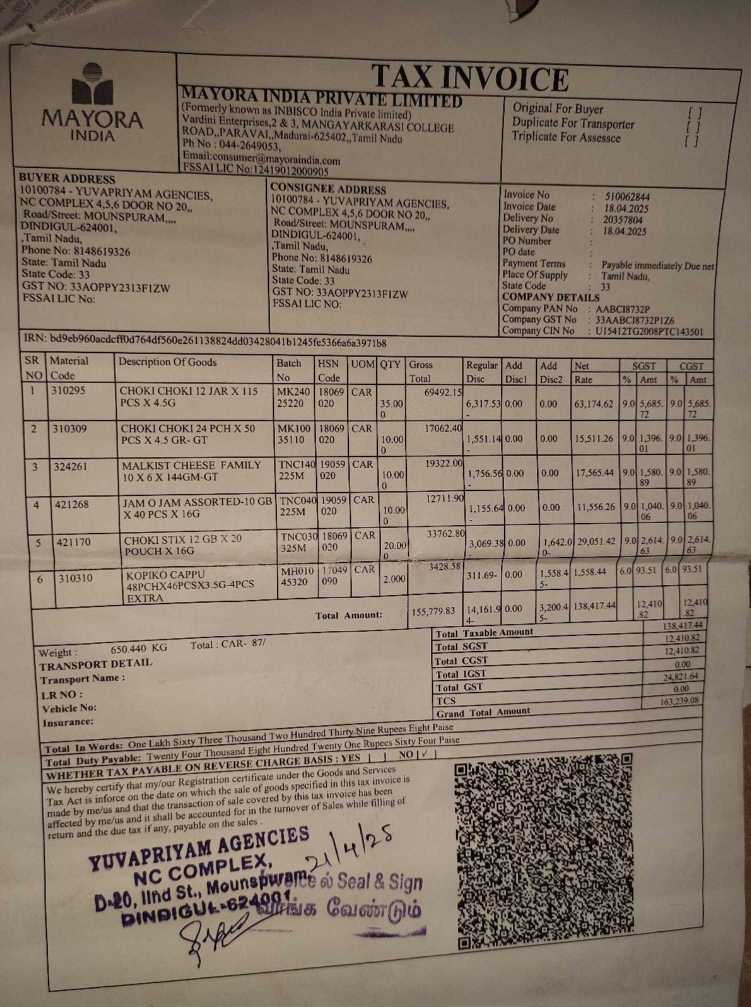 TAX INVOICE
MAYORA
INDIA
MAYORA INDIA PRIVATE LIMITED
(Formerly known as INBISCO India Private limited)
Vardini Enterprises,2 & 3, MANGAYARKARASI COLLEGE
ROAD,,PARAVAI,,Madurai-625402,,Tamil Nadu
Ph No : 044-2649053,
Email:consumer@mayoraindia.com
FSSAI LIC No:12419012000905
Original For Buyer [ ]
Duplicate For Transporter [ ]
Triplicate For Assesce [ ]
BUYER ADDRESS
10100784 - YUVAPRIYAM AGENCIES,
NC COMPLEX 4,5,6 DOOR NO 20,,
Road/Street: MOUNSPURAM,,,,
DINDIGUL-624001,
,Tamil Nadu,
Phone No: 8148619326
State: Tamil Nadu
State Code: 33
GST NO: 33AOPPY2313F1ZW
FSSAI LIC No:
CONSIGNEE ADDRESS
10100784 - YUVAPRIYAM AGENCIES,
NC COMPLEX 4,5,6 DOOR NO 20,,
Road/Street: MOUNSPURAM,,,,
DINDIGUL-624001,
,Tamil Nadu,
Phone No: 8148619326
State: Tamil Nadu
State Code: 33
GST NO: 33AOPPY2313F1ZW
FSSAI LIC NO:
Invoice No : 510062844
Invoice Date : 18.04.2025
Delivery No : 20357804
Delivery Date : 18.04.2025
PO Number :
PO date :
Payment Terms : Payable immediately Due net
Place Of Supply : Tamil Nadu,
State Code : 33
COMPANY DETAILS
Company PAN No : AABCI8732P
Company GST No : 33AABCI8732P1Z6
Company CIN No : U15412TG2008PTC143501
IRN: bd9eb960acdcff0d764df560e261138824dd03428041b1245fe5366a6a3971b8
SR NO Material Code Description Of Goods Batch No HSN Code UOM QTY Gross Total Regular Disc Add Disc1 Add Disc2 Net Rate SGST % Amt CGST % Amt
1 310295 CHOKI CHOKI 12 JAR X 115 PCS X 4.5G MK240 25220 18069 020 CAR 35.00 0 69492.15 6,317.53 - 0.00 0.00 63,174.62 9.0 5,685. 72 9.0 5,685. 72
2 310309 CHOKI CHOKI 24 PCH X 50 PCS X 4.5 GR- GT MK100 35110 18069 020 CAR 10.00 0 17062.40 1,551.14 - 0.00 0.00 15,511.26 9.0 1,396. 01 9.0 1,396. 01
3 324261 MALKIST CHEESE FAMILY 10 X 6 X 144GM-GT TNC140 225M 19059 020 CAR 10.00 0 19322.00 1,756.56 - 0.00 0.00 17,565.44 9.0 1,580. 89 9.0 1,580. 89
4 421268 JAM O JAM ASSORTED-10 GB X 40 PCS X 16G TNC040 225M 19059 020 CAR 10.00 0 12711.90 1,155.64 - 0.00 0.00 11,556.26 9.0 1,040. 06 9.0 1,040. 06
5 421170 CHOKI STIX 12 GB X 20 POUCH X 16G TNC030 325M 18069 020 CAR 20.00 0 33762.80 3,069.38 0.00 1,642.0 0- 29,051.42 9.0 2,614. 63 9.0 2,614. 63
6 310310 KOPIKO CAPPU 48PCHX46PCSX3.5G-4PCS EXTRA MH010 45320 17049 090 CAR 2.000 3428.58 311.69- 0.00 1,558.4 5- 1,558.44 6.0 93.51 6.0 93.51
Total Amount: 155,779.83 14,161.9 4- 0.00 3,200.4 5- 138,417.44 12,410 82 12,410 82
Weight : 650.440 KG Total : CAR- 87/
TRANSPORT DETAIL
Transport Name :
LR NO :
Vehicle No:
Insurance:
Total Taxable Amount 138,417.44
Total SGST 12,410.82
Total CGST 12,410.82
Total IGST 0.00
Total GST 24,821.64
TCS 0.00
Grand Total Amount 163,239.08
Total In Words: One Lakh Sixty Three Thousand Two Hundred Thirty Nine Rupees Eight Paise
Total Duty Payable: Twenty Four Thousand Eight Hundred Twenty One Rupees Sixty Four Paise
WHETHER TAX PAYABLE ON REVERSE CHARGE BASIS : YES [ ] NO [√]
We hereby certify that my/our Registration certificate under the Goods and Services
Tax Act is inforce on the date on which the sale of goods specified in this tax invoice is
made by me/us and that the transaction of sale covered by this tax invoice has been
affected by me/us and it shall be accounted for in the turnover of Sales while filling of
return and the due tax if any, payable on the sales .
YUVAPRIYAM AGENCIES
NC COMPLEX,
D-20, IInd St., Mounspuram,
DINDIGUL-624001.
21/4/25
ல் Seal & Sign
வாங்க வேண்டும்